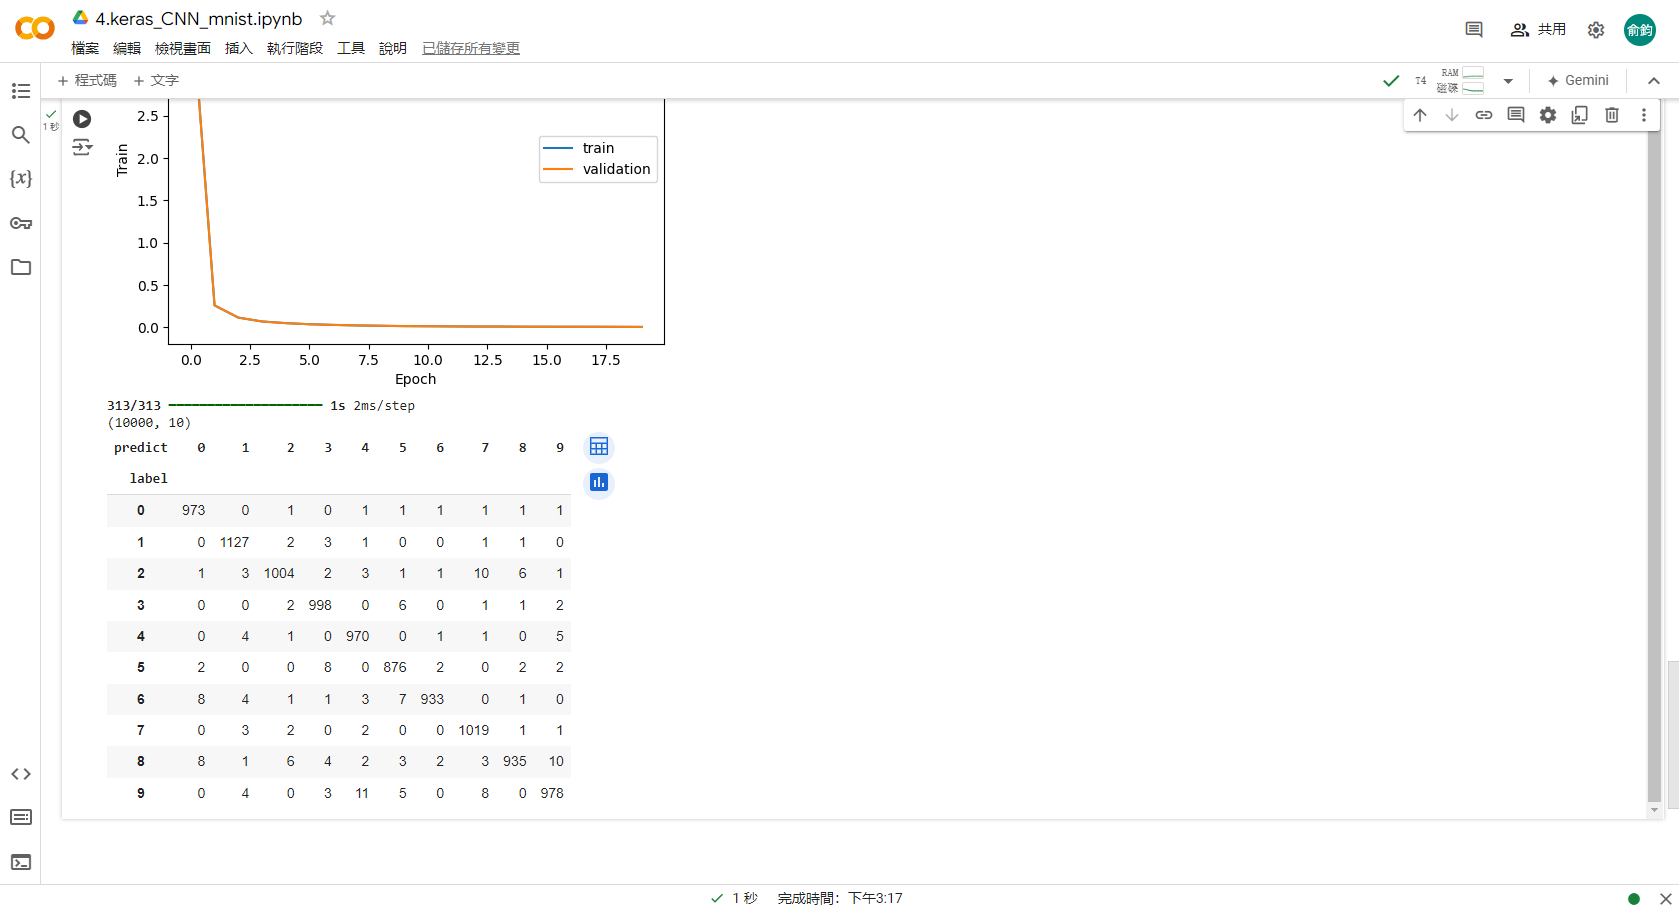 4.keras_CNN_mnist.ipynb
檔案 編輯 檢視畫面 插入 執行階段 工具 說明 已儲存所有變更
共用
俞鈞
+ 程式碼 + 文字
T4 RAM 磁碟 Gemini
{x}
1 秒
2.5
2.0
1.5
1.0
0.5
0.0
Train
train
validation
0.0 2.5 5.0 7.5 10.0 12.5 15.0 17.5
Epoch
313/313 1s 2ms/step
(10000, 10)
predict 0 1 2 3 4 5 6 7 8 9
label
0 973 0 1 0 1 1 1 1 1 1
1 0 1127 2 3 1 0 0 1 1 0
2 1 3 1004 2 3 1 1 10 6 1
3 0 0 2 998 0 6 0 1 1 2
4 0 4 1 0 970 0 1 1 0 5
5 2 0 0 8 0 876 2 0 2 2
6 8 4 1 1 3 7 933 0 1 0
7 0 3 2 0 2 0 0 1019 1 1
8 8 1 6 4 2 3 2 3 935 10
9 0 4 0 3 11 5 0 8 0 978
1 秒 完成時間: 下午3:17